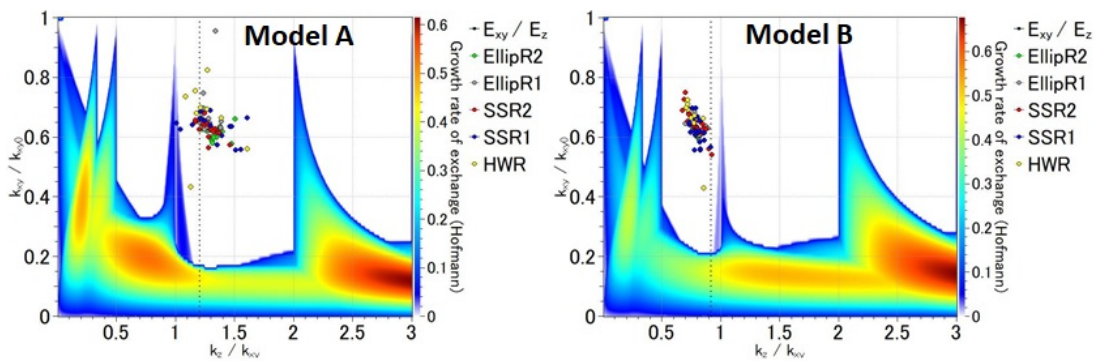 Model A
k_xy / k_xy0
1
0.8
0.6
0.4
0.2
0
0.5
1
1.5
2
2.5
3
k_z / k_xy
0.6
0.5
0.4
0.3
0.2
0.1
0
Growth rate of exchange (Hofmann)
E_xy / E_z
EllipR2
EllipR1
SSR2
SSR1
HWR
Model B
k_xy / k_xy0
1
0.8
0.6
0.4
0.2
0
0.5
1
1.5
2
2.5
3
k_z / k_xy
0.6
0.5
0.4
0.3
0.2
0.1
0
Growth rate of exchange (Hofmann)
E_xy / E_z
EllipR2
EllipR1
SSR2
SSR1
HWR